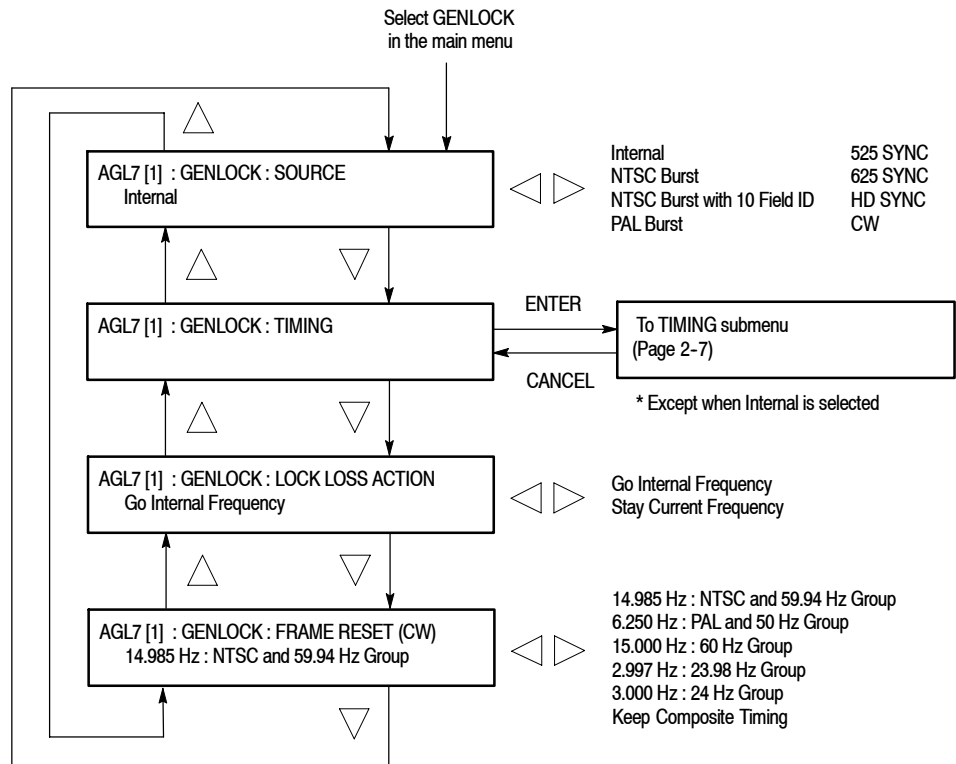 Select GENLOCK
in the main menu
AGL7 [1] : GENLOCK : SOURCE
Internal
Internal 525 SYNC
NTSC Burst 625 SYNC
NTSC Burst with 10 Field ID HD SYNC
PAL Burst CW
AGL7 [1] : GENLOCK : TIMING
ENTER
CANCEL
To TIMING submenu
(Page 2-7)
* Except when Internal is selected
AGL7 [1] : GENLOCK : LOCK LOSS ACTION
Go Internal Frequency
Go Internal Frequency
Stay Current Frequency
AGL7 [1] : GENLOCK : FRAME RESET (CW)
14.985 Hz : NTSC and 59.94 Hz Group
14.985 Hz : NTSC and 59.94 Hz Group
6.250 Hz : PAL and 50 Hz Group
15.000 Hz : 60 Hz Group
2.997 Hz : 23.98 Hz Group
3.000 Hz : 24 Hz Group
Keep Composite Timing